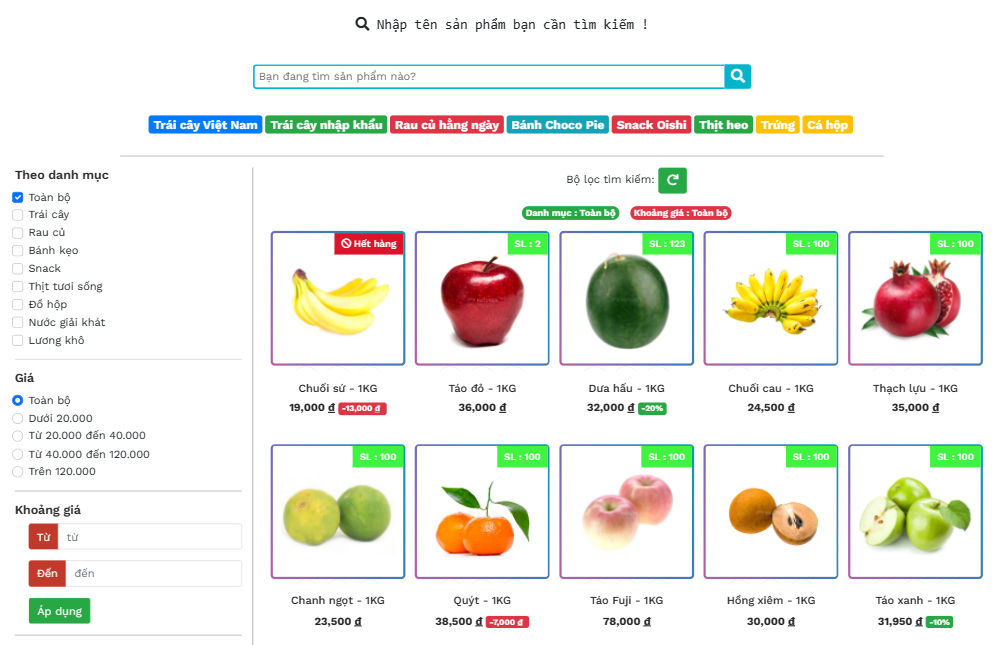 Nhập tên sản phẩm bạn cần tìm kiếm !
Bạn đang tìm sản phẩm nào?
Trái cây Việt Nam Trái cây nhập khẩu Rau củ hằng ngày Bánh Choco Pie Snack Oishi Thịt heo Trứng Cá hộp
Theo danh mục
Toàn bộ
Trái cây
Rau củ
Bánh kẹo
Snack
Thịt tươi sống
Đồ hộp
Nước giải khát
Lương khô
Giá
Toàn bộ
Dưới 20.000
Từ 20.000 đến 40.000
Từ 40.000 đến 120.000
Trên 120.000
Khoảng giá
Từ từ
Đến đến
Áp dụng
Bộ lọc tìm kiếm:
Danh mục : Toàn bộ Khoảng giá : Toàn bộ
Hết hàng SL : 2 SL : 123 SL : 100 SL : 100
Chuối sứ - 1KG Táo đỏ - 1KG Dưa hấu - 1KG Chuối cau - 1KG Thạch lựu - 1KG
19,000 ₫ -13,000 ₫ 36,000 ₫ 32,000 ₫ -20% 24,500 ₫ 35,000 ₫
SL : 100 SL : 100 SL : 100 SL : 100 SL : 100
Chanh ngọt - 1KG Quýt - 1KG Táo Fuji - 1KG Hồng xiêm - 1KG Táo xanh - 1KG
23,500 ₫ 38,500 ₫ -7,000 ₫ 78,000 ₫ 30,000 ₫ 31,950 ₫ -10%